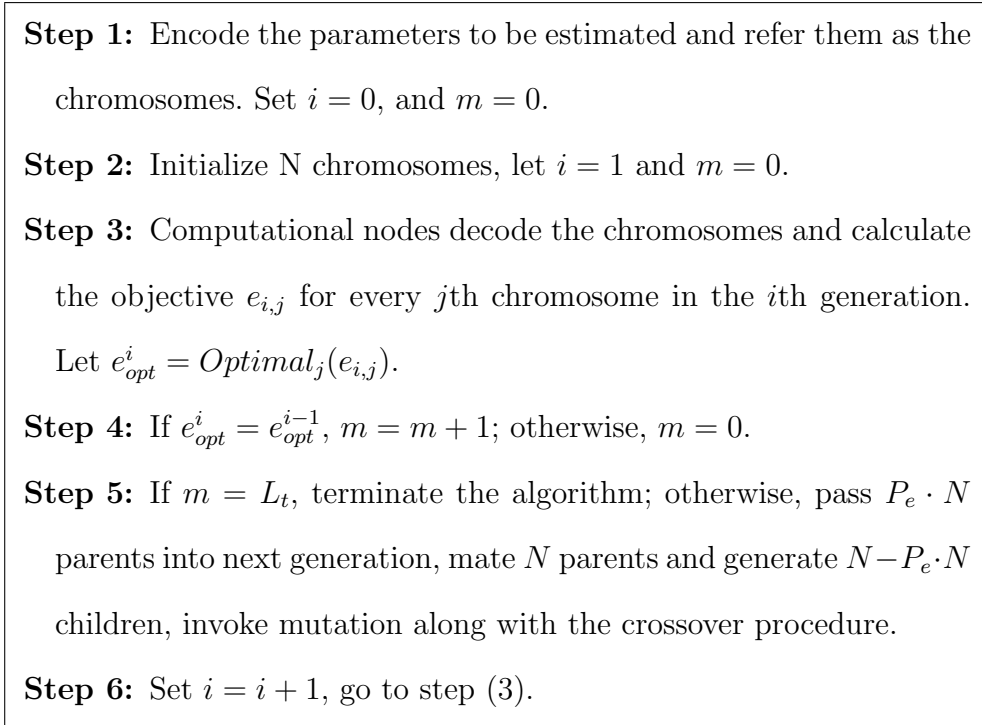 Step 1: Encode the parameters to be estimated and refer them as the
chromosomes. Set i = 0, and m = 0.
Step 2: Initialize N chromosomes, let i = 1 and m = 0.
Step 3: Computational nodes decode the chromosomes and calculate
the objective e_{i,j} for every jth chromosome in the ith generation.
Let e^i_{opt} = Optimal_j(e_{i,j}).
Step 4: If e^i_{opt} = e^{i−1}_{opt}, m = m + 1; otherwise, m = 0.
Step 5: If m = L_t, terminate the algorithm; otherwise, pass P_e · N
parents into next generation, mate N parents and generate N−P_e·N
children, invoke mutation along with the crossover procedure.
Step 6: Set i = i + 1, go to step (3).